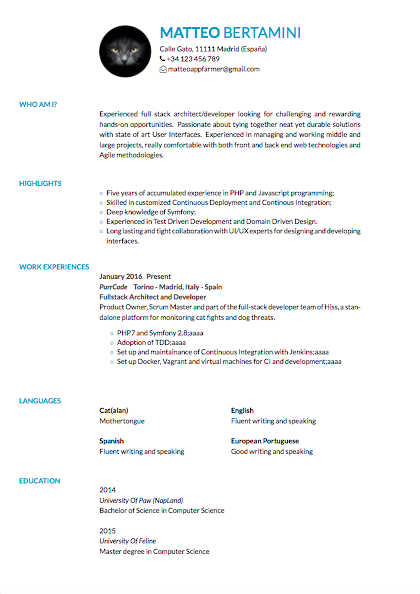 MATTEO BERTAMINI
Calle Gato, 11111 Madrid (España)
+34 123 456 789
matteoappfarmer@gmail.com
WHO AM I?
Experienced full stack architect/developer looking for challenging and rewarding
hands-on opportunities. Passionate about tying together neat yet durable solutions
with state of art User Interfaces. Experienced in managing and working middle and
large projects, really comfortable with both front and back end web technologies and
Agile methodologies.
HIGHLIGHTS
Five years of accumulated experience in PHP and Javascript programming;
Skilled in customized Continuous Deployment and Continous Integration;
Deep knowledge of Symfony;
Experienced in Test Driven Development and Domain Driven Design.
Long lasting and tight collaboration with UI/UX experts for designing and developing
interfaces.
WORK EXPERIENCES
January 2016 Present
PurrCode Torino - Madrid, Italy - Spain
Fullstack Architect and Developer
Product Owner, Scrum Master and part of the full-stack developer team of Hiss, a stan-
dalone platform for monitoring cat fights and dog threats.
PHP7 and Symfony 2.8;aaaa
Adoption of TDD;aaaa
Set up and maintainance of Continuous Integration with Jenkins;aaaa
Set up Docker, Vagrant and virtual machines for CI and development;aaaa
LANGUAGES
Cat(alan) English
Mothertongue Fluent writing and speaking
Spanish European Portuguese
Fluent writing and speaking Good writing and speaking
EDUCATION
2014
University Of Paw (NapLand)
Bachelor of Science in Computer Science
2015
University Of Feline
Master degree in Computer Science